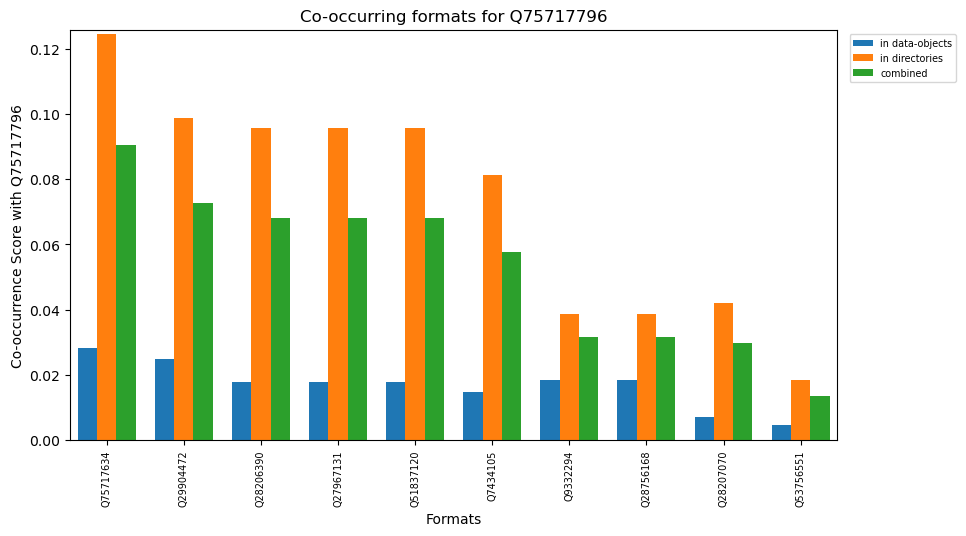 Co-occurring formats for Q75717796
in data-objects
in directories
combined
Co-occurrence Score with Q75717796
0.12
0.10
0.08
0.06
0.04
0.02
0.00
Q75717634
Q29904472
Q28206390
Q27967131
Q51837120
Q7434105
Q9332294
Q28756168
Q28207070
Q53756551
Formats